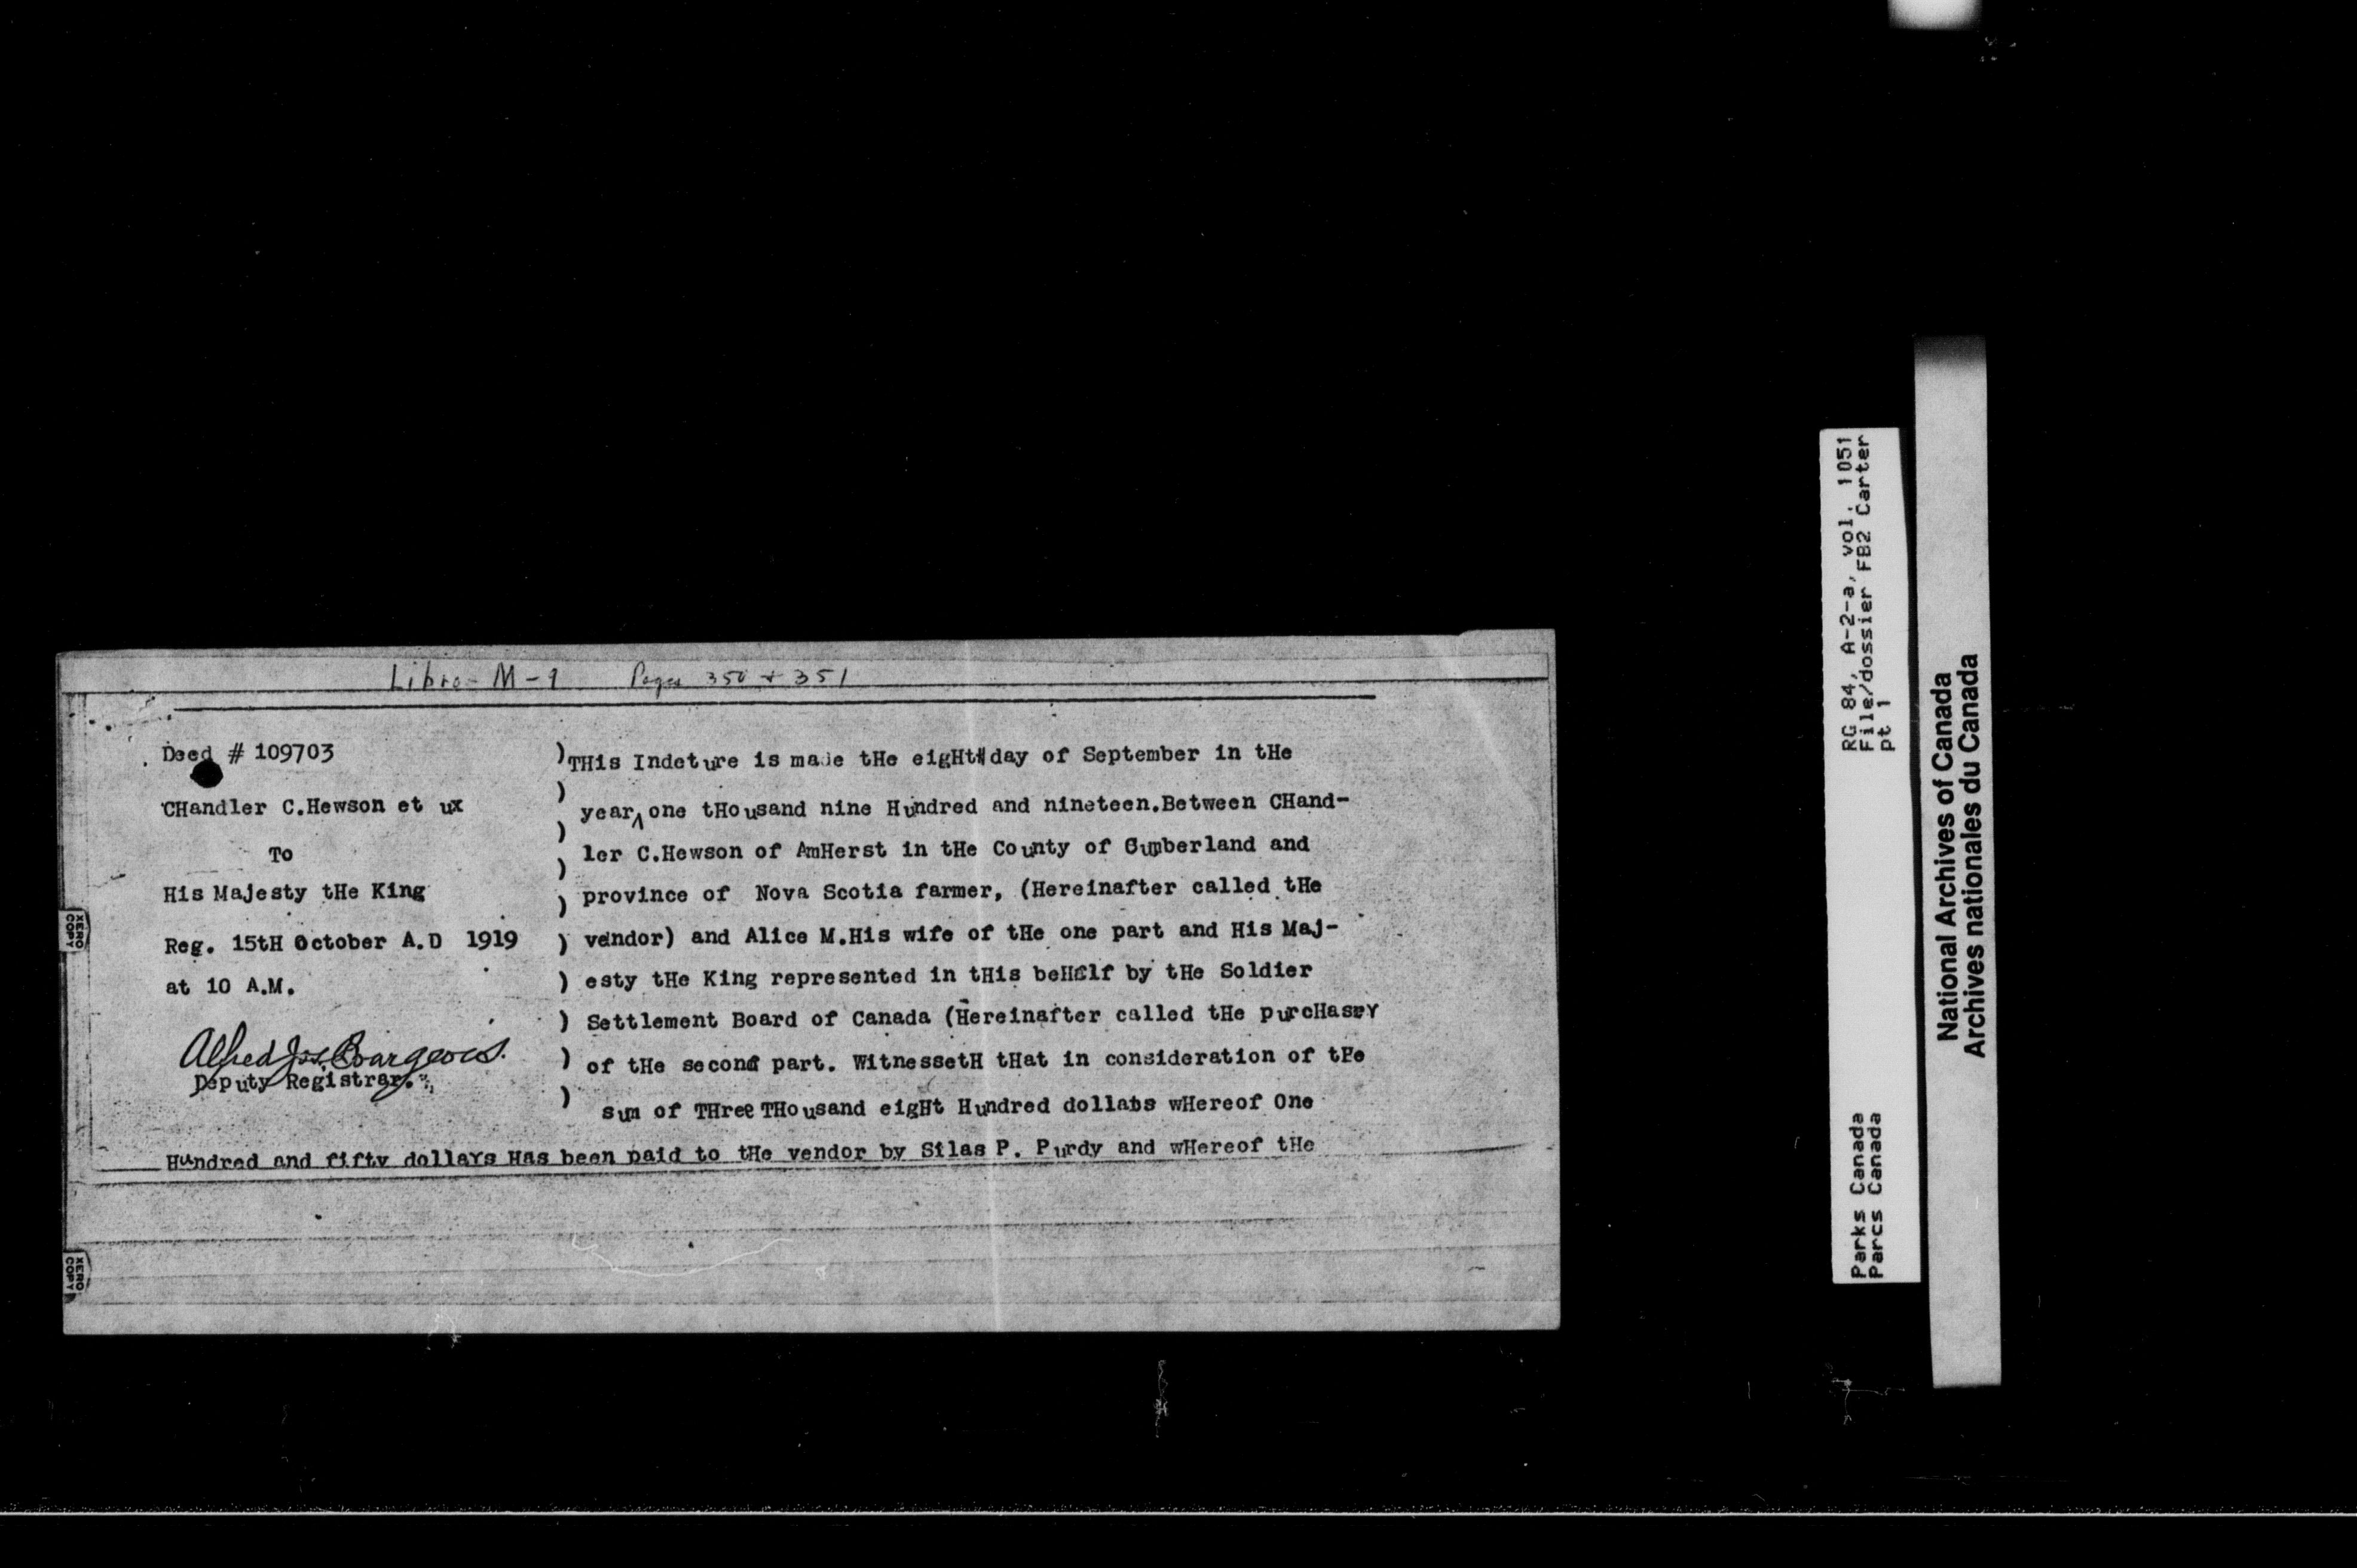 Libro- M-9 Pages 350 + 351
Deed # 109703
CHandler C.Hewson et ux
To
His Majesty tHe King
Reg. 15tH October A.D 1919
at 10 A.M.
Alfred Jas. Bourgeois.
Deputy Registrar.
)THis Indeture is made tHe eigHtH day of September in tHe
)
year^one tHousand nine Hundred and nineteen.Between CHand-
)
ler C.Hewson of AmHerst in tHe County of Cumberland and
)
) province of Nova Scotia farmer, (Hereinafter called tHe
) vendor) and Alice M.His wife of tHe one part and His Maj-
) esty tHe King represented in tHis beHalf by tHe Soldier
) Settlement Board of Canada (Hereinafter called tHe purcHaser
) of tHe second part. WitnessetH tHat in consideration of tHe
) sum of THree THousand eigHt Hundred dollars wHereof One
Hundred and fifty dollars Has been paid to tHe vendor by Silas P. Purdy and wHereof tHe
XERO
COPY
XERO
COPY
RG 84, A-2-a, vol. 1051
File/dossier FB2 Carter
pt 1
Parks Canada
Parcs Canada
National Archives of Canada
Archives nationales du Canada